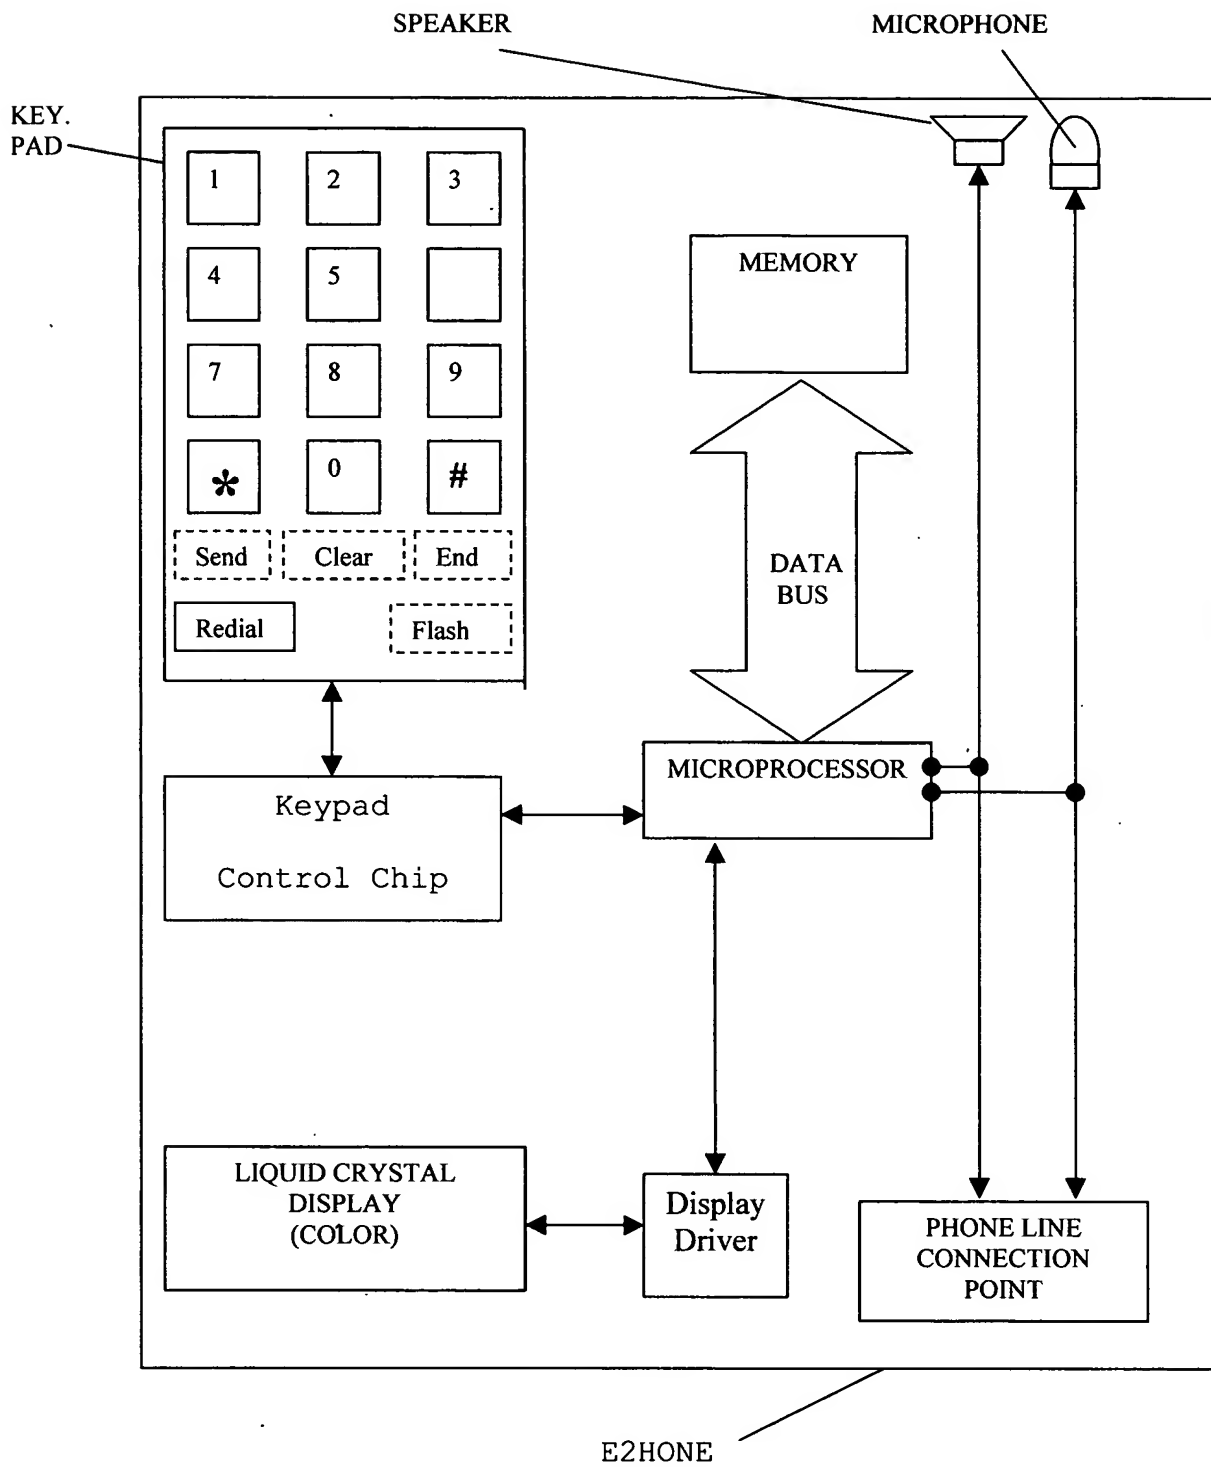 SPEAKER
MICROPHONE
KEY.
PAD
1 2 3
4 5
7 8 9
* 0 #
Send Clear End
Redial Flash
MEMORY
DATA
BUS
MICROPROCESSOR
Keypad
Control Chip
LIQUID CRYSTAL
DISPLAY
(COLOR)
Display
Driver
PHONE LINE
CONNECTION
POINT
E2HONE